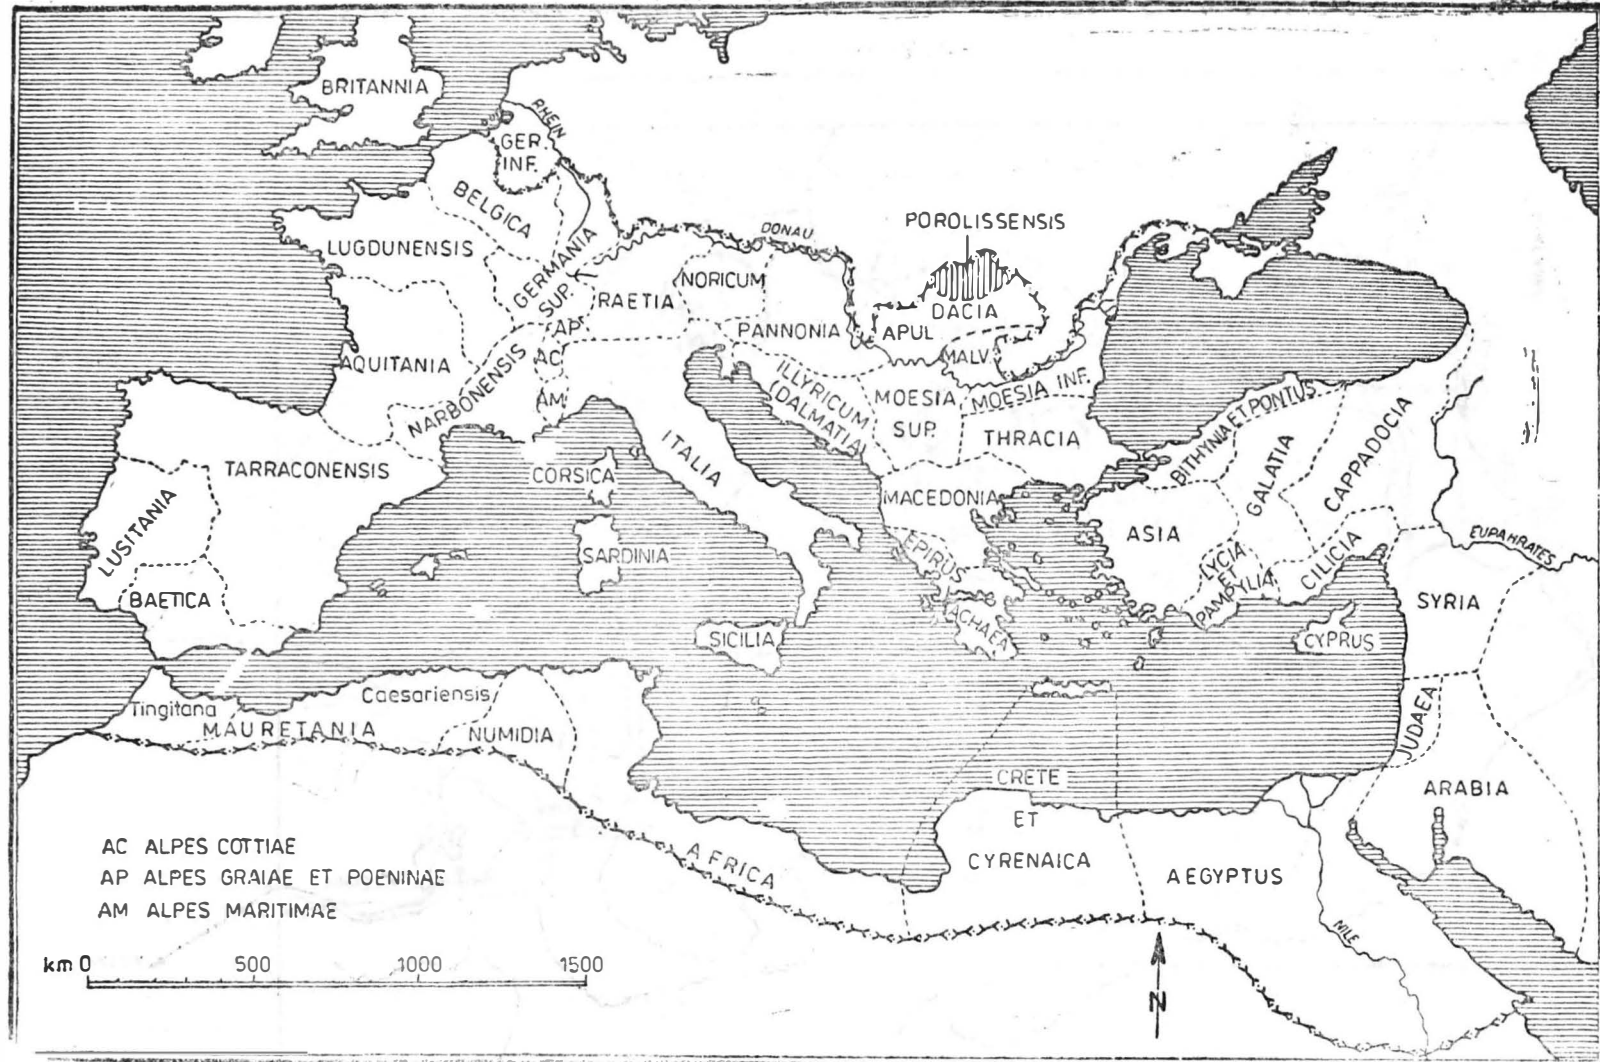 BRITANNIA
RHEIN
GER.
INF.
BELGICA
LUGDUNENSIS
GERMANIA
SUP.
DONAU
POROLISSENSIS
NORICUM
RAETIA
DACIA
APUL
MALV.
PANNONIA
AP
AC
AM
AQUITANIA
NARBONENSIS
ILLYRICUM
(DALMATIA)
MOESIA
SUP.
MOESIA INF.
THRACIA
BITHYNIA ET PONTUS
GALATIA
CAPPADOCIA
TARRACONENSIS
CORSICA
ITALIA
MACEDONIA
LUSITANIA
SARDINIA
EPIRUS
ASIA
LYCIA
ET
PAMPYLIA
CILICIA
EUPAHRATES
BAETICA
SICILIA
ACHAEA
CYPRUS
SYRIA
Tingitana
Caesariensis
MAURETANIA
NUMIDIA
JUDAEA
CRETE
ET
CYRENAICA
ARABIA
AFRICA
AEGYPTUS
NILE
AC ALPES COTTIAE
AP ALPES GRAIAE ET POENINAE
AM ALPES MARITIMAE
km 0 500 1000 1500
N